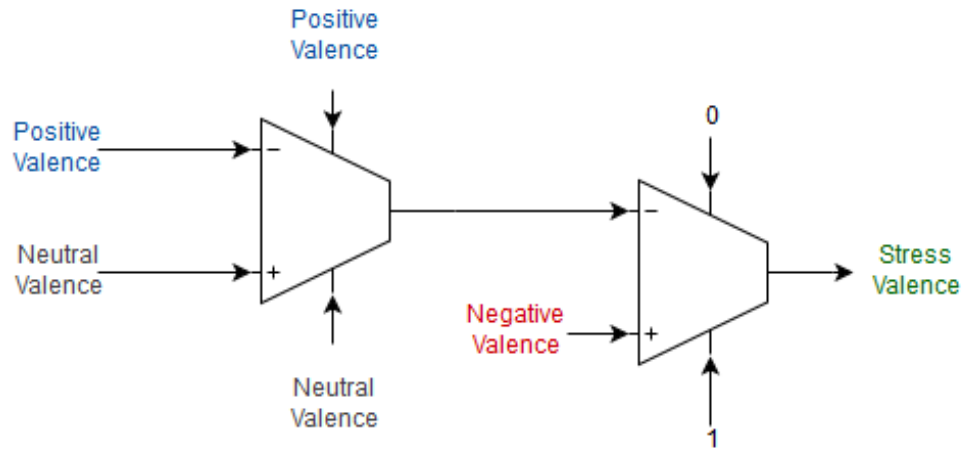 Positive
Valence
Positive
Valence
−
0
−
Neutral
Valence
+
Stress
Valence
Negative
Valence
+
Neutral
Valence
1